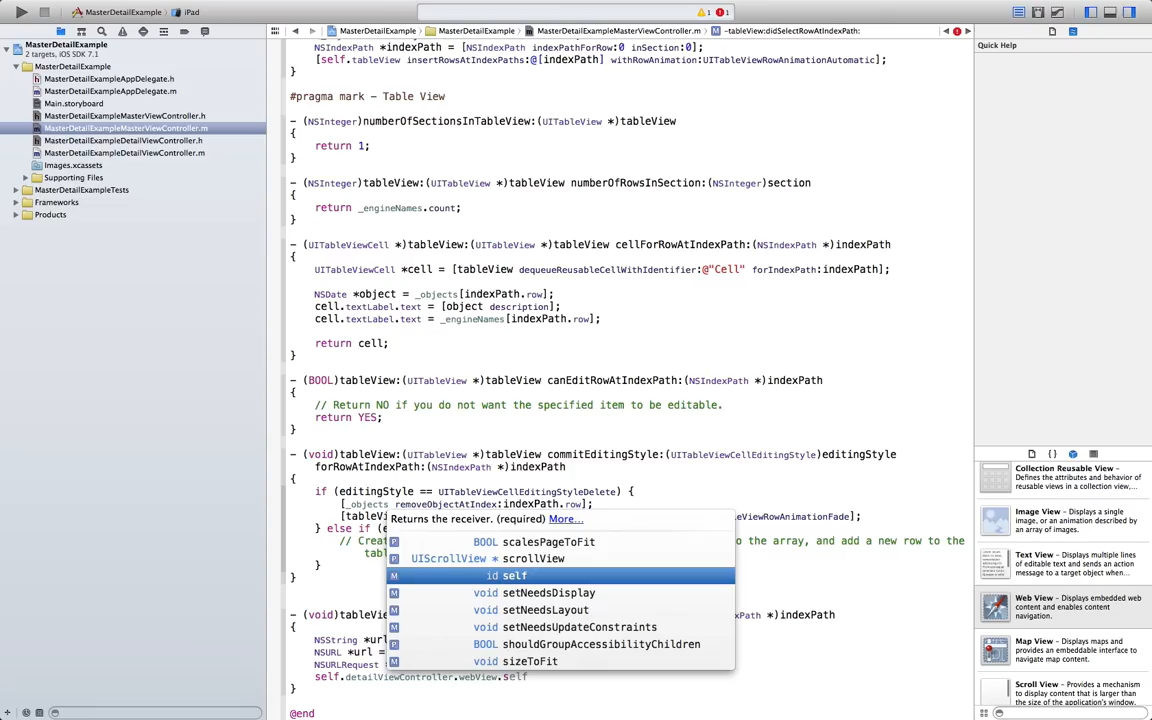 MasterDetailExample
iPad
1
1
MasterDetailExample
MasterDetailExample
MasterDetailExampleMasterViewController.m
-tableView:didSelectRowAtIndexPath:
Quick Help
MasterDetailExample
2 targets, iOS SDK 7.1
MasterDetailExample
MasterDetailExampleAppDelegate.h
MasterDetailExampleAppDelegate.m
Main.storyboard
MasterDetailExampleMasterViewController.h
MasterDetailExampleMasterViewController.m
MasterDetailExampleDetailViewController.h
MasterDetailExampleDetailViewController.m
Images.xcassets
Supporting Files
MasterDetailExampleTests
Frameworks
Products
NSIndexPath *indexPath = [NSIndexPath indexPathForRow:0 inSection:0];
[self.tableView insertRowsAtIndexPaths:@[indexPath] withRowAnimation:UITableViewRowAnimationAutomatic];
}
#pragma mark - Table View
- (NSInteger)numberOfSectionsInTableView:(UITableView *)tableView
{
return 1;
}
- (NSInteger)tableView:(UITableView *)tableView numberOfRowsInSection:(NSInteger)section
{
return _engineNames.count;
}
- (UITableViewCell *)tableView:(UITableView *)tableView cellForRowAtIndexPath:(NSIndexPath *)indexPath
{
UITableViewCell *cell = [tableView dequeueReusableCellWithIdentifier:@"Cell" forIndexPath:indexPath];
NSDate *object = _objects[indexPath.row];
cell.textLabel.text = [object description];
cell.textLabel.text = _engineNames[indexPath.row];
return cell;
}
- (BOOL)tableView:(UITableView *)tableView canEditRowAtIndexPath:(NSIndexPath *)indexPath
{
// Return NO if you do not want the specified item to be editable.
return YES;
}
- (void)tableView:(UITableView *)tableView commitEditingStyle:(UITableViewCellEditingStyle)editingStyle
forRowAtIndexPath:(NSIndexPath *)indexPath
{
if (editingStyle == UITableViewCellEditingStyleDelete) {
[_objects removeObjectAtIndex:indexPath.row];
[tableV eViewRowAnimationFade];
} else if (e
// Creat o the array, and add a new row to the
tab
}
}
- (void)tableV *)indexPath
{
NSString *url
NSURL *url =
NSURLRequest
self.detailViewController.webView.self
}
@end
Returns the receiver. (required) More...
P BOOL scalesPageToFit
P UIScrollView * scrollView
M id self
M void setNeedsDisplay
M void setNeedsLayout
M void setNeedsUpdateConstraints
P BOOL shouldGroupAccessibilityChildren
M void sizeToFit
Collection Reusable View –
Defines the attributes and behavior of
reusable views in a collection view,...
Image View – Displays a single
image, or an animation described by
an array of images.
Text View – Displays multiple
lines of editable text and sends an
action message to a target object when...
Web View – Displays embedded web
content and enables content
navigation.
Map View – Displays maps and
provides an embeddable interface to
navigate map content.
Scroll View – Provides a mechanism
to display content that is larger than
the size of the application's window.